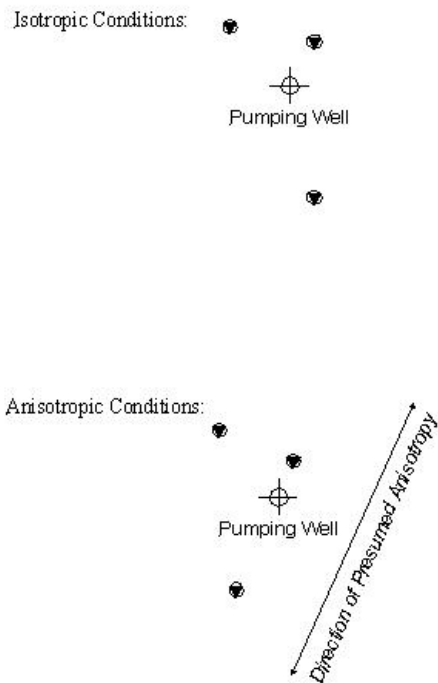 Isotropic Conditions:
Pumping Well
Anisotropic Conditions:
Pumping Well
Direction of Presumed Anisotropy